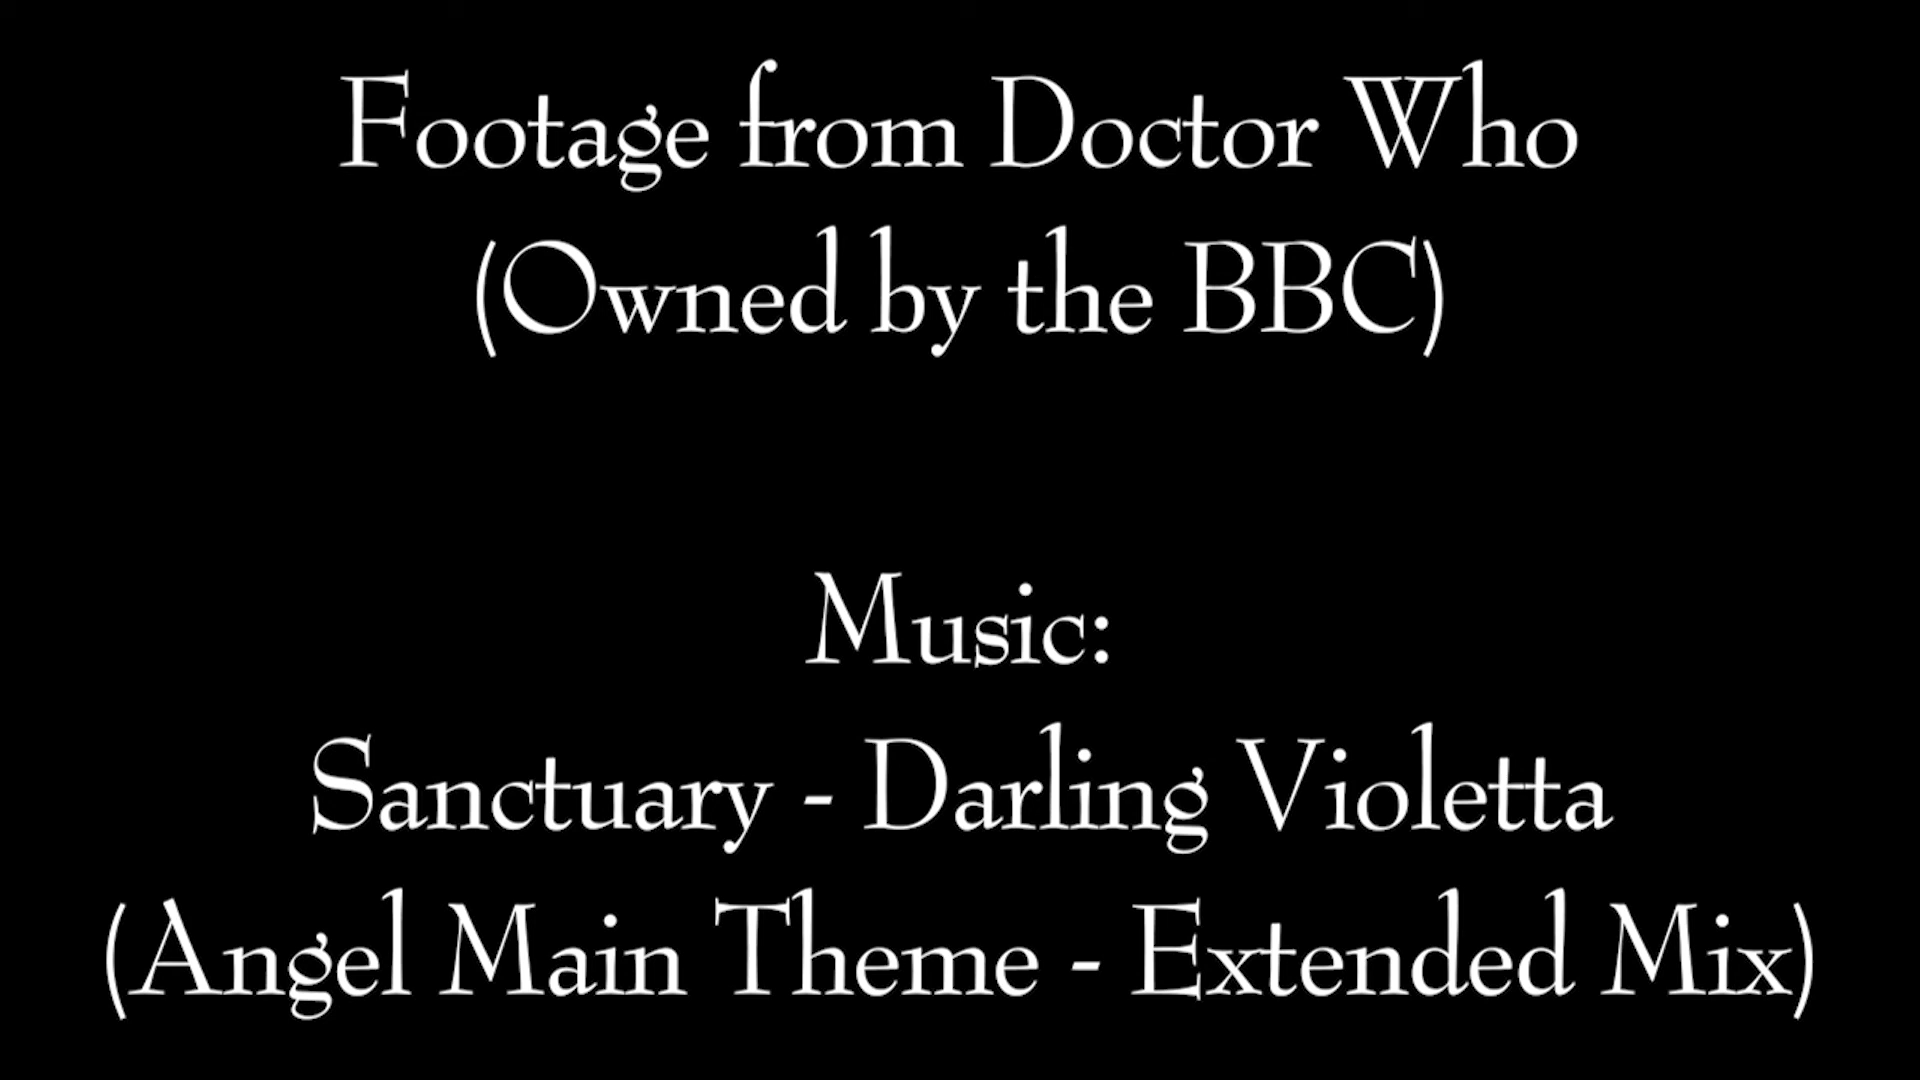 Footage from Doctor Who
(Owned by the BBC)
Music:
Sanctuary - Darling Violetta
(Angel Main Theme - Extended Mix)